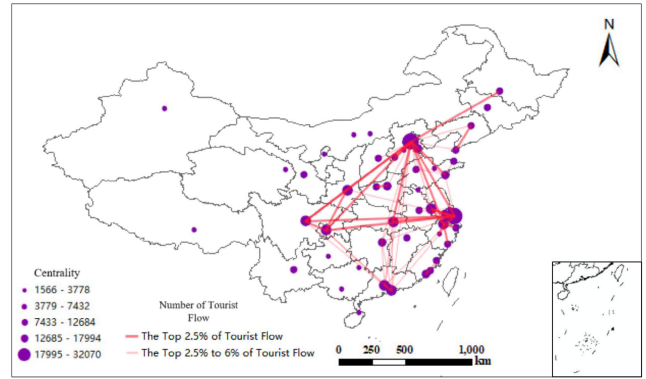 N
Centrality
1566 - 3778
3779 - 7432
7433 - 12684
12685 - 17994
17995 - 32070
Number of Tourist
Flow
The Top 2.5% of Tourist Flow
The Top 2.5% to 6% of Tourist Flow
0 250 500 1,000
km